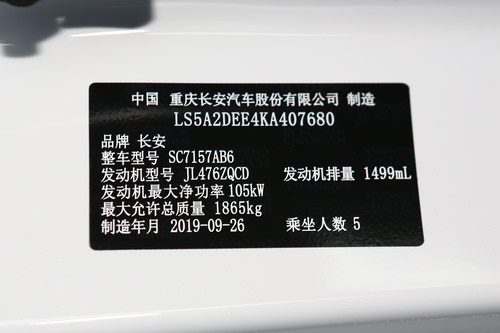 中国 重庆长安汽车股份有限公司 制造
LS5A2DEE4KA407680
品牌 长安
整车型号 SC7157AB6
发动机型号 JL476ZQCD 发动机排量 1499mL
发动机最大净功率 105kW
最大允许总质量 1865kg
制造年月 2019-09-26 乘坐人数 5